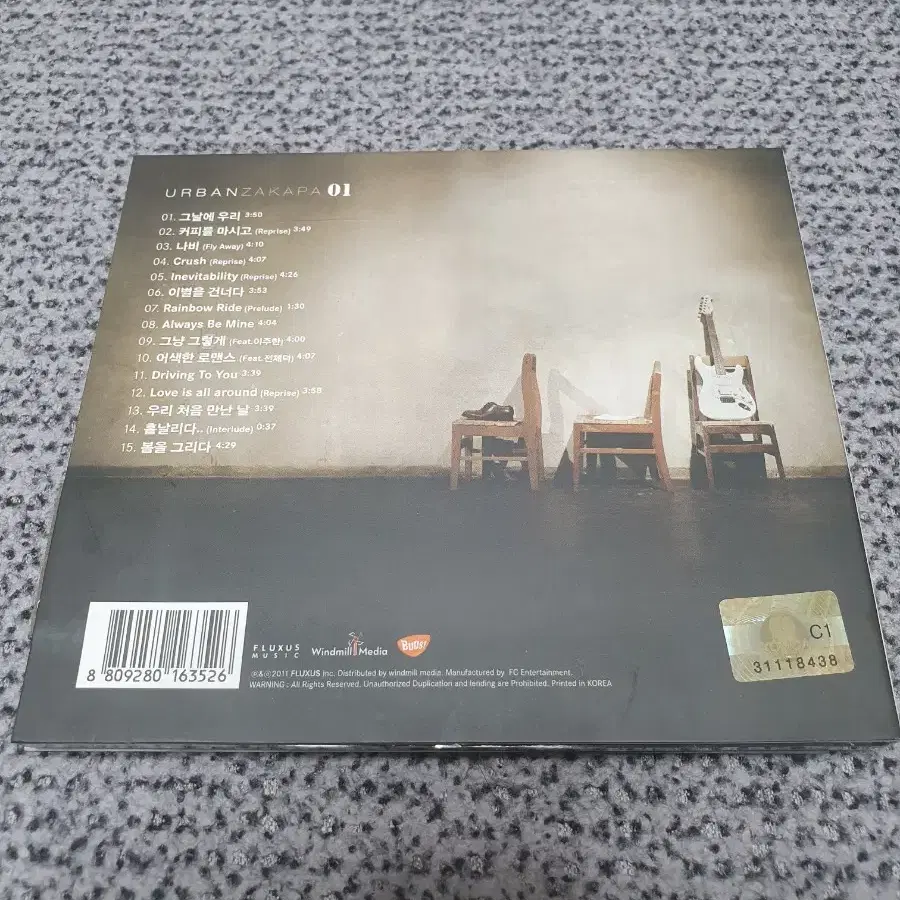 URBANZAKAPA 01
01. 그날에 우리 3:50
02. 커피를 마시고 (Reprise) 3:49
03. 나비 (Fly Away) 4:10
04. Crush (Reprise) 4:07
05. Inevitability (Reprise) 4:26
06. 이별을 건너다 3:53
07. Rainbow Ride (Prelude) 1:30
08. Always Be Mine 4:04
09. 그냥 그렇게 (Feat.이주한) 4:00
10. 어색한 로맨스 (Feat.전제덕) 4:07
11. Driving To You 3:39
12. Love is all around (Reprise) 3:58
13. 우리 처음 만난 날 3:39
14. 흩날리다.. (Interlude) 0:37
15. 봄을 그리다 4:29
8 809280 163526
FLUXUS MUSIC
Windmill Media
BUDS!
℗&©2011 FLUXUS Inc. Distributed by windmill media. Manufactured by FC Entertainment.
WARNING : All Rights Reserved. Unauthorized Duplication and lending are Prohibited. Printed in KOREA
C1
31118438